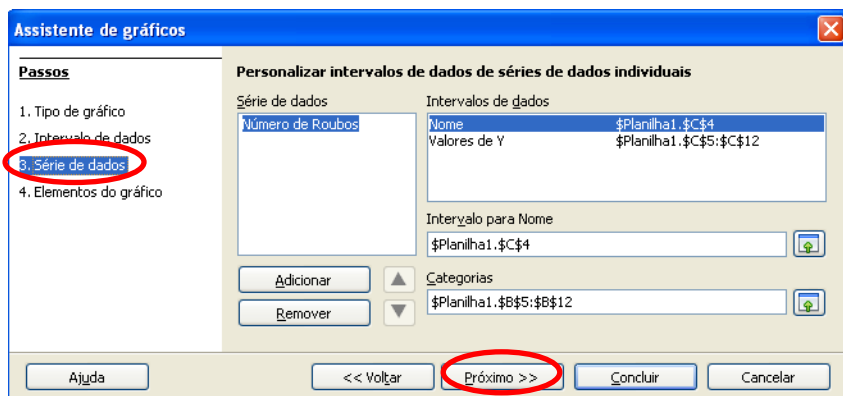 Assistente de gráficos
Passos
1. Tipo de gráfico
2. Intervalo de dados
3. Série de dados
4. Elementos do gráfico
Personalizar intervalos de dados de séries de dados individuais
Série de dados
Número de Roubos
Intervalos de dados
Nome $Planilha1.$C$4
Valores de Y $Planilha1.$C$5:$C$12
Intervalo para Nome
$Planilha1.$C$4
Adicionar
Remover
Categorias
$Planilha1.$B$5:$B$12
Ajuda
<< Voltar
Próximo >>
Concluir
Cancelar